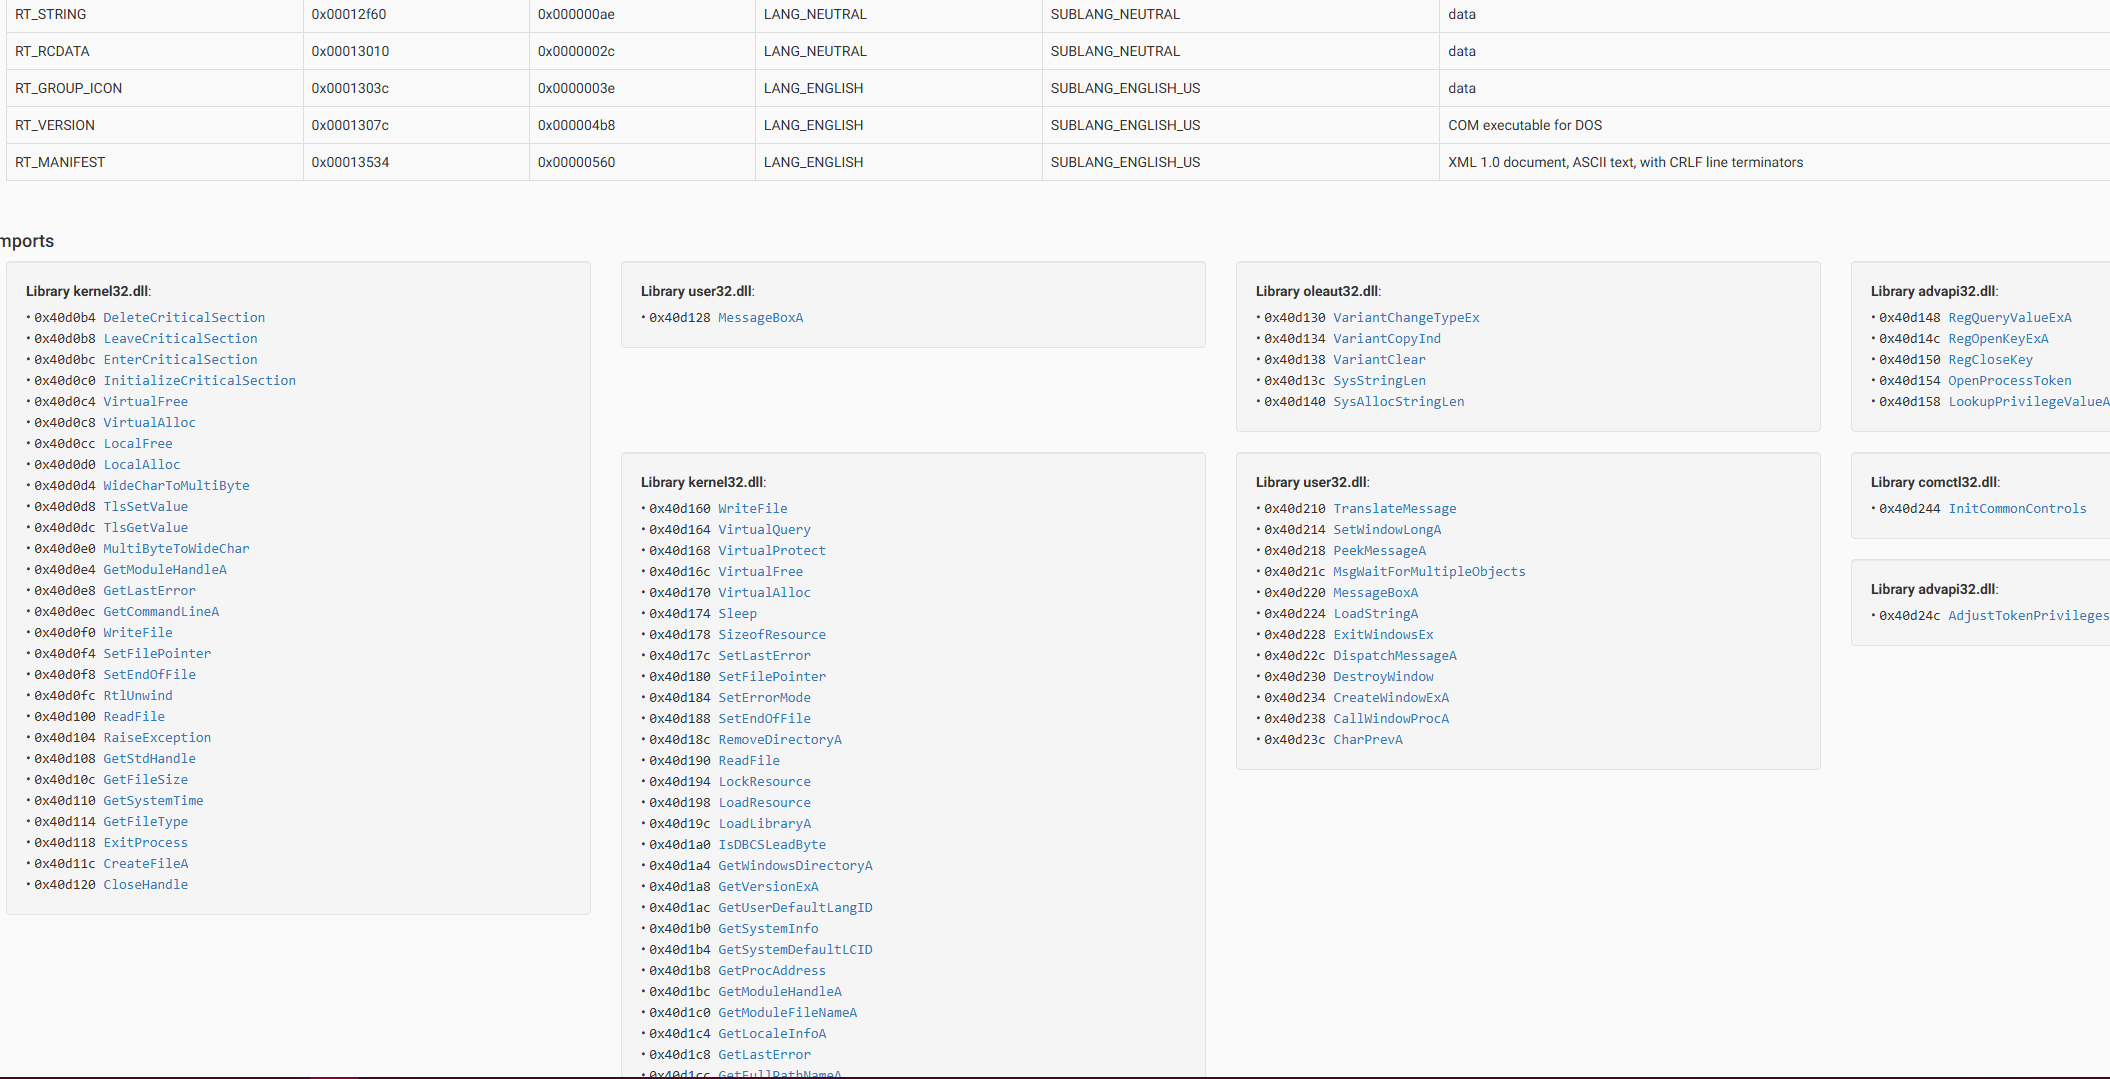 RT_STRING 0x00012f60 0x000000ae LANG_NEUTRAL SUBLANG_NEUTRAL data
RT_RCDATA 0x00013010 0x0000002c LANG_NEUTRAL SUBLANG_NEUTRAL data
RT_GROUP_ICON 0x0001303c 0x0000003e LANG_ENGLISH SUBLANG_ENGLISH_US data
RT_VERSION 0x0001307c 0x000004b8 LANG_ENGLISH SUBLANG_ENGLISH_US COM executable for DOS
RT_MANIFEST 0x00013534 0x00000560 LANG_ENGLISH SUBLANG_ENGLISH_US XML 1.0 document, ASCII text, with CRLF line terminators
mports
Library kernel32.dll:
• 0x40d0b4 DeleteCriticalSection
• 0x40d0b8 LeaveCriticalSection
• 0x40d0bc EnterCriticalSection
• 0x40d0c0 InitializeCriticalSection
• 0x40d0c4 VirtualFree
• 0x40d0c8 VirtualAlloc
• 0x40d0cc LocalFree
• 0x40d0d0 LocalAlloc
• 0x40d0d4 WideCharToMultiByte
• 0x40d0d8 TlsSetValue
• 0x40d0dc TlsGetValue
• 0x40d0e0 MultiByteToWideChar
• 0x40d0e4 GetModuleHandleA
• 0x40d0e8 GetLastError
• 0x40d0ec GetCommandLineA
• 0x40d0f0 WriteFile
• 0x40d0f4 SetFilePointer
• 0x40d0f8 SetEndOfFile
• 0x40d0fc RtlUnwind
• 0x40d100 ReadFile
• 0x40d104 RaiseException
• 0x40d108 GetStdHandle
• 0x40d10c GetFileSize
• 0x40d110 GetSystemTime
• 0x40d114 GetFileType
• 0x40d118 ExitProcess
• 0x40d11c CreateFileA
• 0x40d120 CloseHandle
Library user32.dll:
• 0x40d128 MessageBoxA
Library oleaut32.dll:
• 0x40d130 VariantChangeTypeEx
• 0x40d134 VariantCopyInd
• 0x40d138 VariantClear
• 0x40d13c SysStringLen
• 0x40d140 SysAllocStringLen
Library advapi32.dll:
• 0x40d148 RegQueryValueExA
• 0x40d14c RegOpenKeyExA
• 0x40d150 RegCloseKey
• 0x40d154 OpenProcessToken
• 0x40d158 LookupPrivilegeValueA
Library kernel32.dll:
• 0x40d160 WriteFile
• 0x40d164 VirtualQuery
• 0x40d168 VirtualProtect
• 0x40d16c VirtualFree
• 0x40d170 VirtualAlloc
• 0x40d174 Sleep
• 0x40d178 SizeofResource
• 0x40d17c SetLastError
• 0x40d180 SetFilePointer
• 0x40d184 SetErrorMode
• 0x40d188 SetEndOfFile
• 0x40d18c RemoveDirectoryA
• 0x40d190 ReadFile
• 0x40d194 LockResource
• 0x40d198 LoadResource
• 0x40d19c LoadLibraryA
• 0x40d1a0 IsDBCSLeadByte
• 0x40d1a4 GetWindowsDirectoryA
• 0x40d1a8 GetVersionExA
• 0x40d1ac GetUserDefaultLangID
• 0x40d1b0 GetSystemInfo
• 0x40d1b4 GetSystemDefaultLCID
• 0x40d1b8 GetProcAddress
• 0x40d1bc GetModuleHandleA
• 0x40d1c0 GetModuleFileNameA
• 0x40d1c4 GetLocaleInfoA
• 0x40d1c8 GetLastError
• 0x40d1cc GetFullPathNameA
Library user32.dll:
• 0x40d210 TranslateMessage
• 0x40d214 SetWindowLongA
• 0x40d218 PeekMessageA
• 0x40d21c MsgWaitForMultipleObjects
• 0x40d220 MessageBoxA
• 0x40d224 LoadStringA
• 0x40d228 ExitWindowsEx
• 0x40d22c DispatchMessageA
• 0x40d230 DestroyWindow
• 0x40d234 CreateWindowExA
• 0x40d238 CallWindowProcA
• 0x40d23c CharPrevA
Library comctl32.dll:
• 0x40d244 InitCommonControls
Library advapi32.dll:
• 0x40d24c AdjustTokenPrivileges